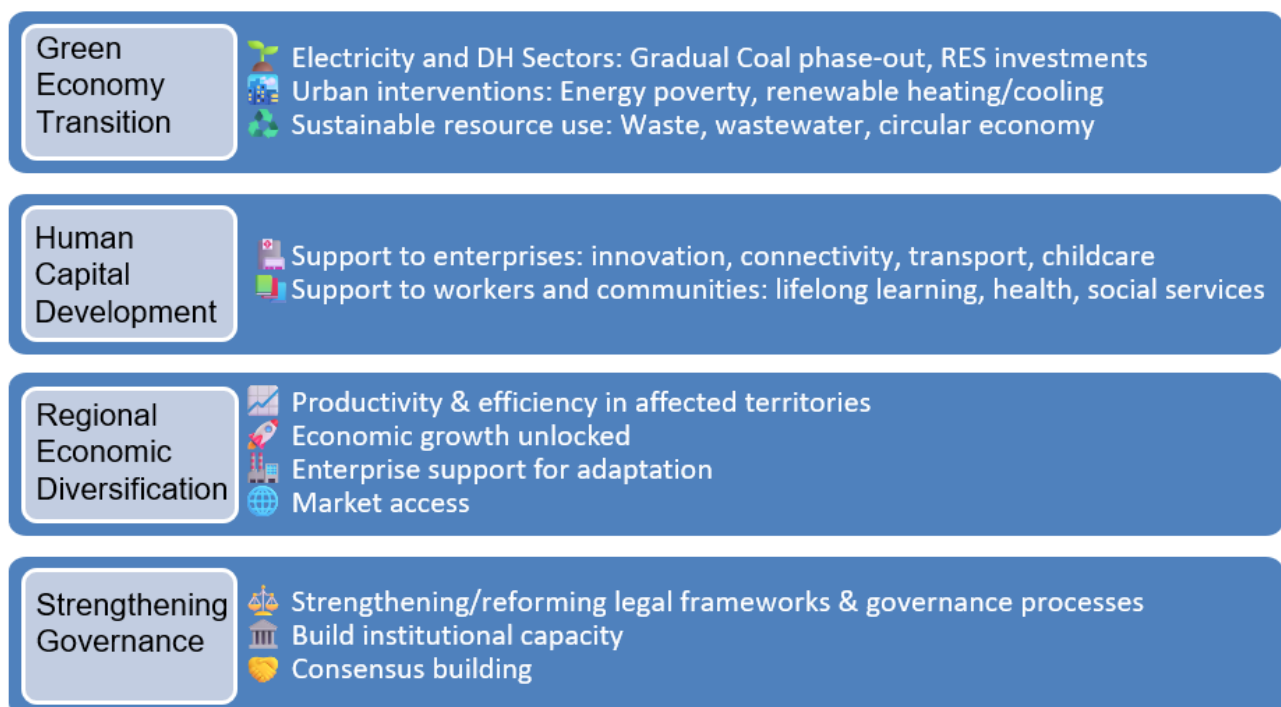 Green
Economy
Transition
Electricity and DH Sectors: Gradual Coal phase-out, RES investments
Urban interventions: Energy poverty, renewable heating/cooling
Sustainable resource use: Waste, wastewater, circular economy
Human
Capital
Development
Support to enterprises: innovation, connectivity, transport, childcare
Support to workers and communities: lifelong learning, health, social services
Regional
Economic
Diversification
Productivity & efficiency in affected territories
Economic growth unlocked
Enterprise support for adaptation
Market access
Strengthening
Governance
Strengthening/reforming legal frameworks & governance processes
Build institutional capacity
Consensus building